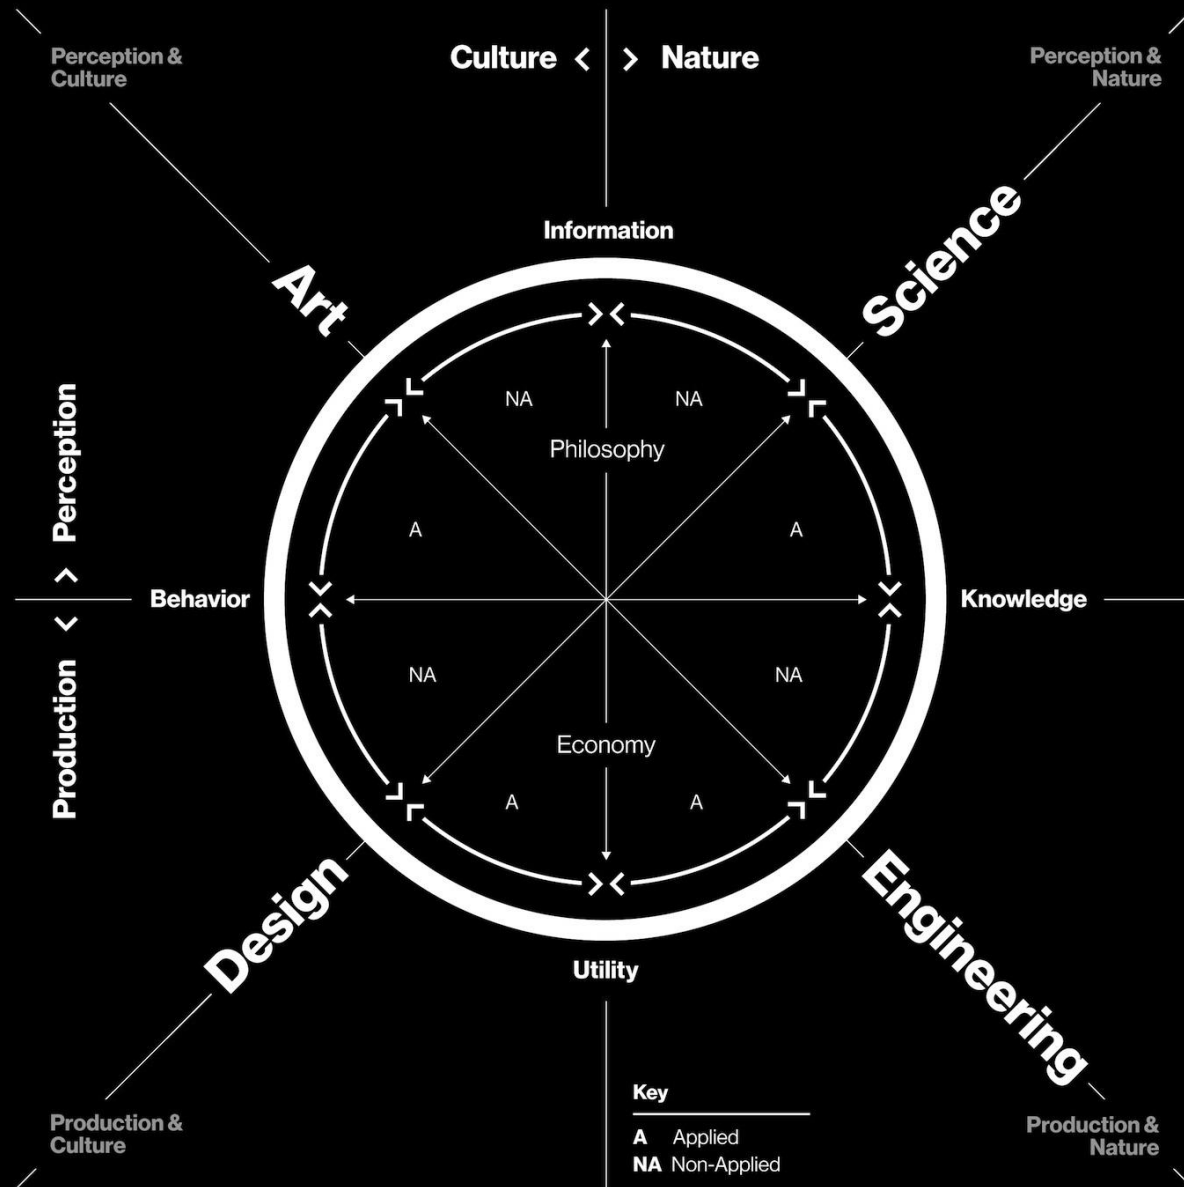 Perception &
Culture
Culture < > Nature
Perception &
Nature
Information
Art
Science
NA
NA
Philosophy
Perception
A
A
Behavior
Knowledge
Production
NA
NA
Economy
A
A
Design
Engineering
Utility
Production &
Culture
Key
A Applied
NA Non-Applied
Production &
Nature